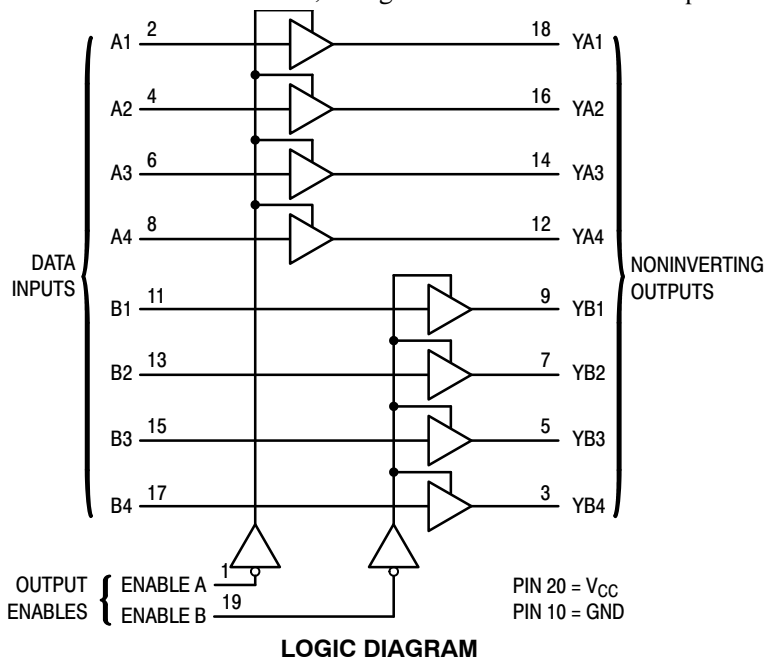 A1 2 18 YA1
A2 4 16 YA2
A3 6 14 YA3
A4 8 12 YA4
DATA
INPUTS
NONINVERTING
OUTPUTS
B1 11 9 YB1
B2 13 7 YB2
B3 15 5 YB3
B4 17 3 YB4
OUTPUT
ENABLES
ENABLE A 1
ENABLE B 19
PIN 20 = VCC
PIN 10 = GND
LOGIC DIAGRAM